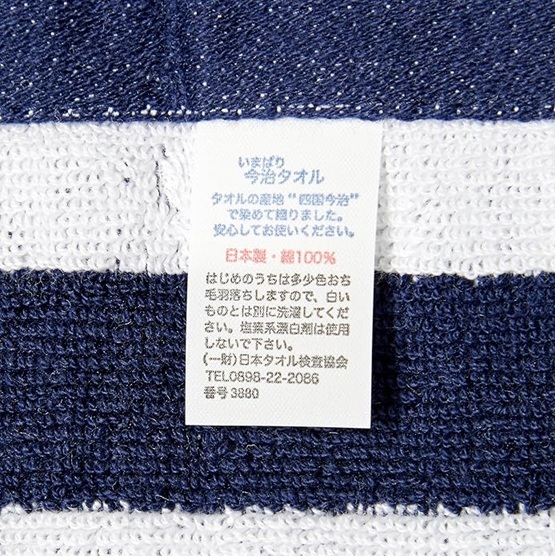 いまばり
今治タオル
タオルの産地“四国今治”
で染めて織りました。
安心してお使いください。
日本製・綿100%
はじめのうちは多少色おち
毛羽落ちしますので、白い
ものとは別に洗濯してくだ
さい。塩素系漂白剤は使用
しないで下さい。
(一財)日本タオル検査協会
TEL0898-22-2086
番号3880